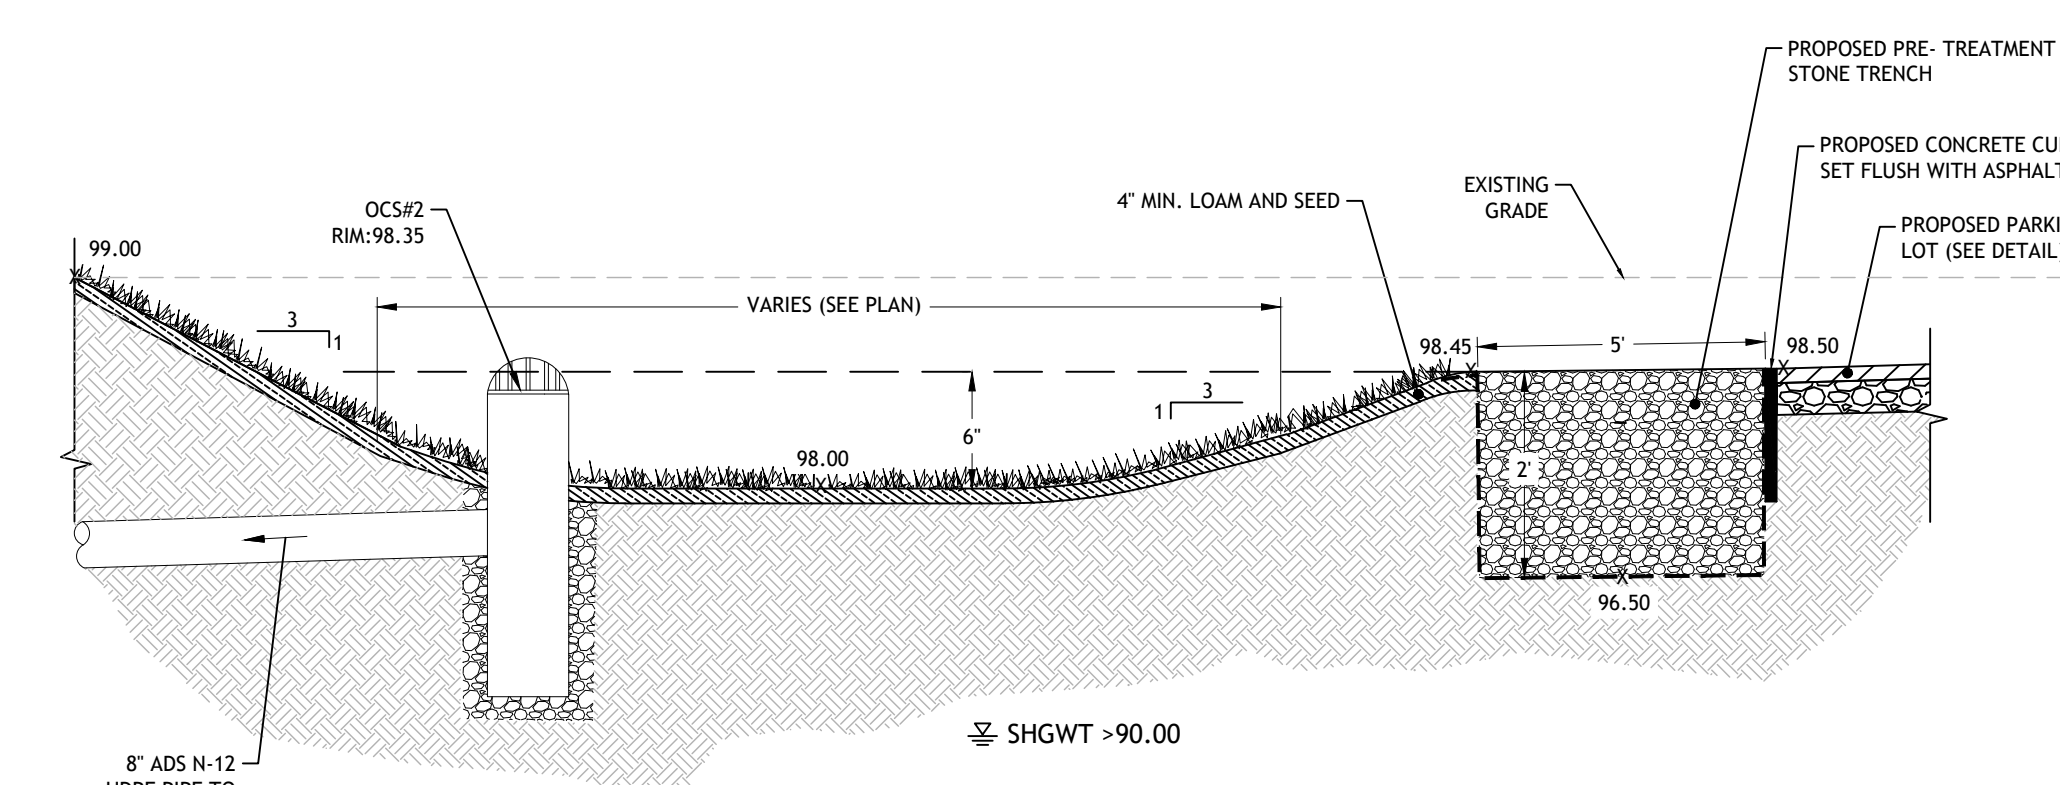 PROPOSED PRE- TREATMENT
STONE TRENCH
PROPOSED CONCRETE
SET FLUSH WITH ASPHALT
EXISTING
GRADE
4" MIN. LOAM AND SEED
OCS#2
RIM:98.35
PROPOSED
LOT (SEE DETAIL
99.00
VARIES (SEE PLAN)
3
1
98.45
5'
98.50
3
1
6"
98.00
2'
96.50
SHGWT >90.00
8" ADS N-12